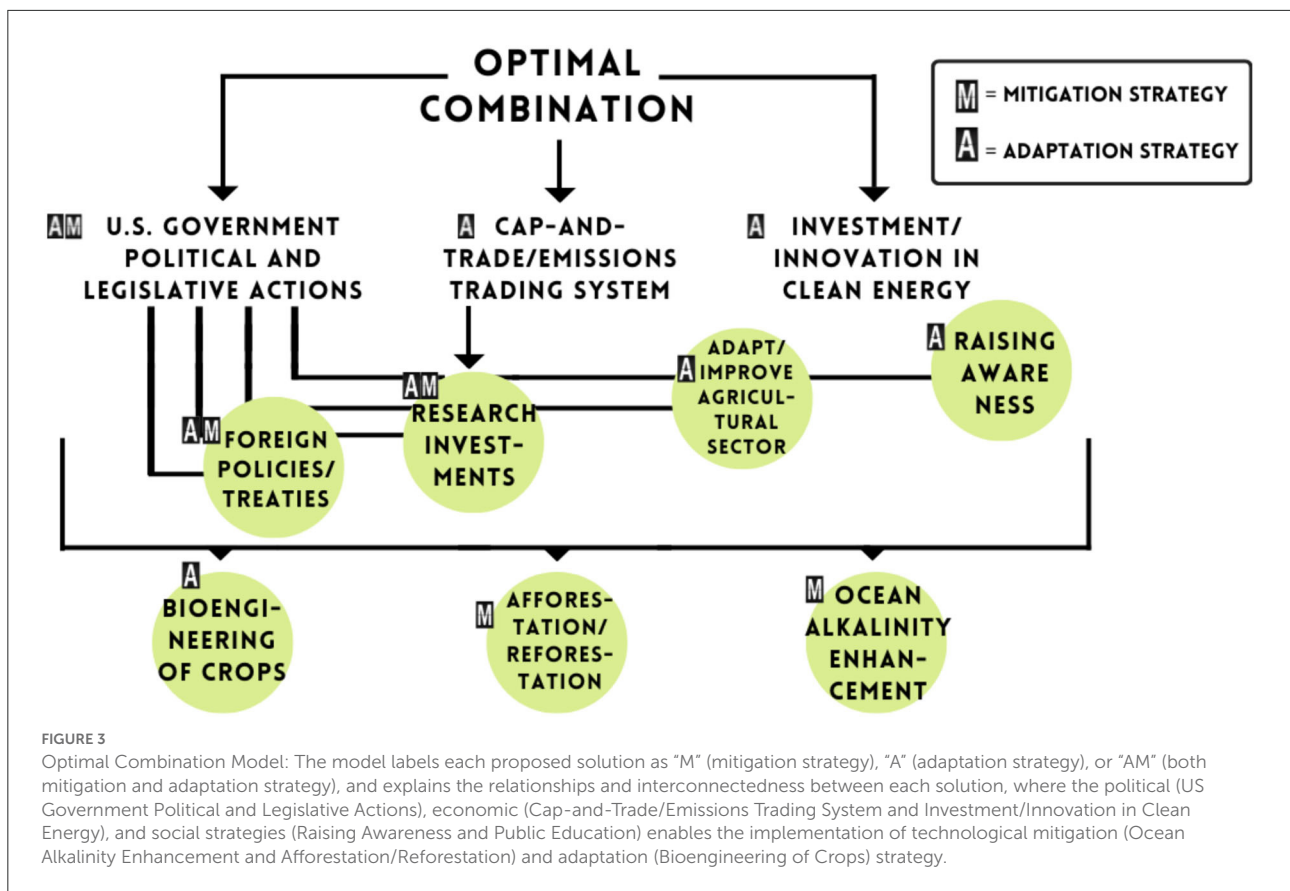 OPTIMAL
COMBINATION
M = MITIGATION STRATEGY
A = ADAPTATION STRATEGY
AM U.S. GOVERNMENT
POLITICAL AND
LEGISLATIVE ACTIONS
A CAP-AND-
TRADE/EMISSIONS
TRADING SYSTEM
A INVESTMENT/
INNOVATION IN
CLEAN ENERGY
AM
FOREIGN
POLICIES/
TREATIES
AM
RESEARCH
INVEST-
MENTS
A
ADAPT/
IMPROVE
AGRICUL-
TURAL
SECTOR
A RAISING
AWARE
NESS
A
BIOENGI-
NEERING
OF CROPS
M
AFFORES-
TATION/
REFORES-
TATION
M OCEAN
ALKALINITY
ENHAN-
CEMENT
FIGURE 3
Optimal Combination Model: The model labels each proposed solution as “M” (mitigation strategy), “A” (adaptation strategy), or “AM” (both
mitigation and adaptation strategy), and explains the relationships and interconnectedness between each solution, where the political (US
Government Political and Legislative Actions), economic (Cap-and-Trade/Emissions Trading System and Investment/Innovation in Clean
Energy), and social strategies (Raising Awareness and Public Education) enables the implementation of technological mitigation (Ocean
Alkalinity Enhancement and Afforestation/Reforestation) and adaptation (Bioengineering of Crops) strategy.